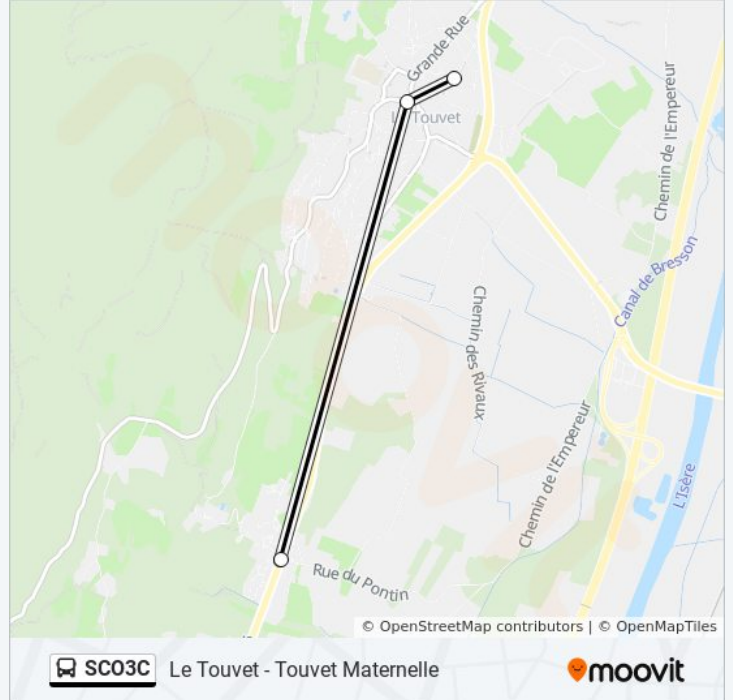 Grande Rue
Le Touvet
Chemin de l'Empereur
Canal de Bresson
Chemin des Rivaux
Chemin de l'Empereur
L'Isère
Rue du Pontin
© OpenStreetMap contributors | © OpenMapTiles
SCO3C Le Touvet - Touvet Maternelle moovit